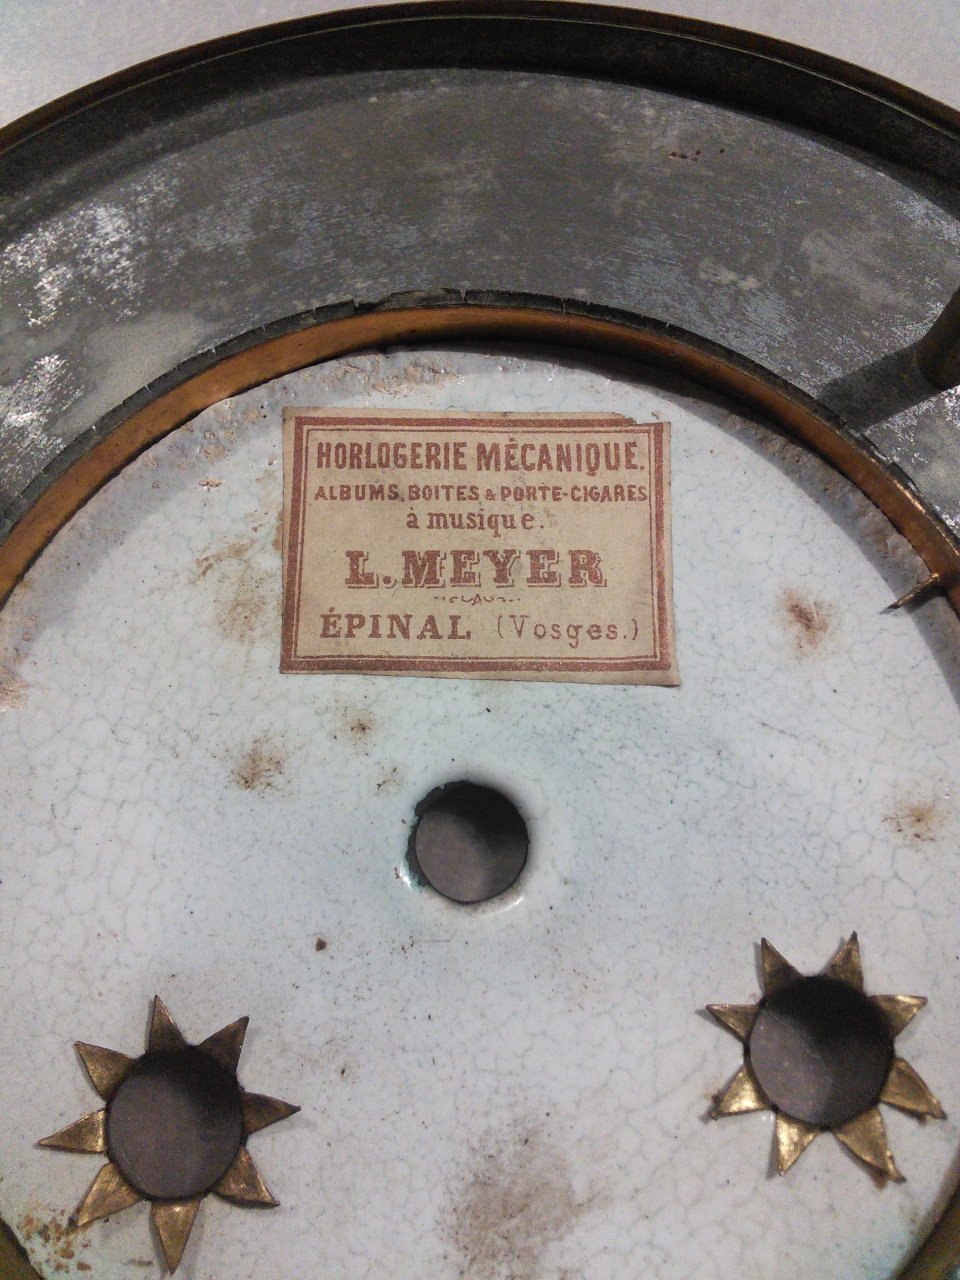 HORLOGERIE MÉCANIQUE.
ALBUMS, BOITES & PORTE-CIGARES
à musique.
L. MEYER
ÉPINAL (Vosges.)